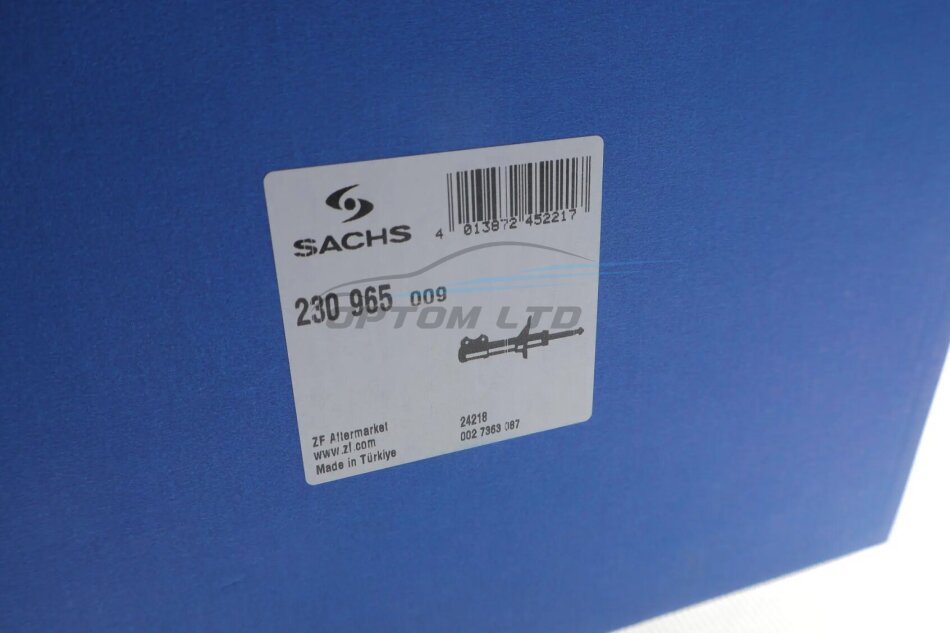 SACHS
4 013872 452217
230 965 009
OPTOM LTD
ZF Aftermarket
www.zf.com
Made in Türkiye
24218
002 7363 087